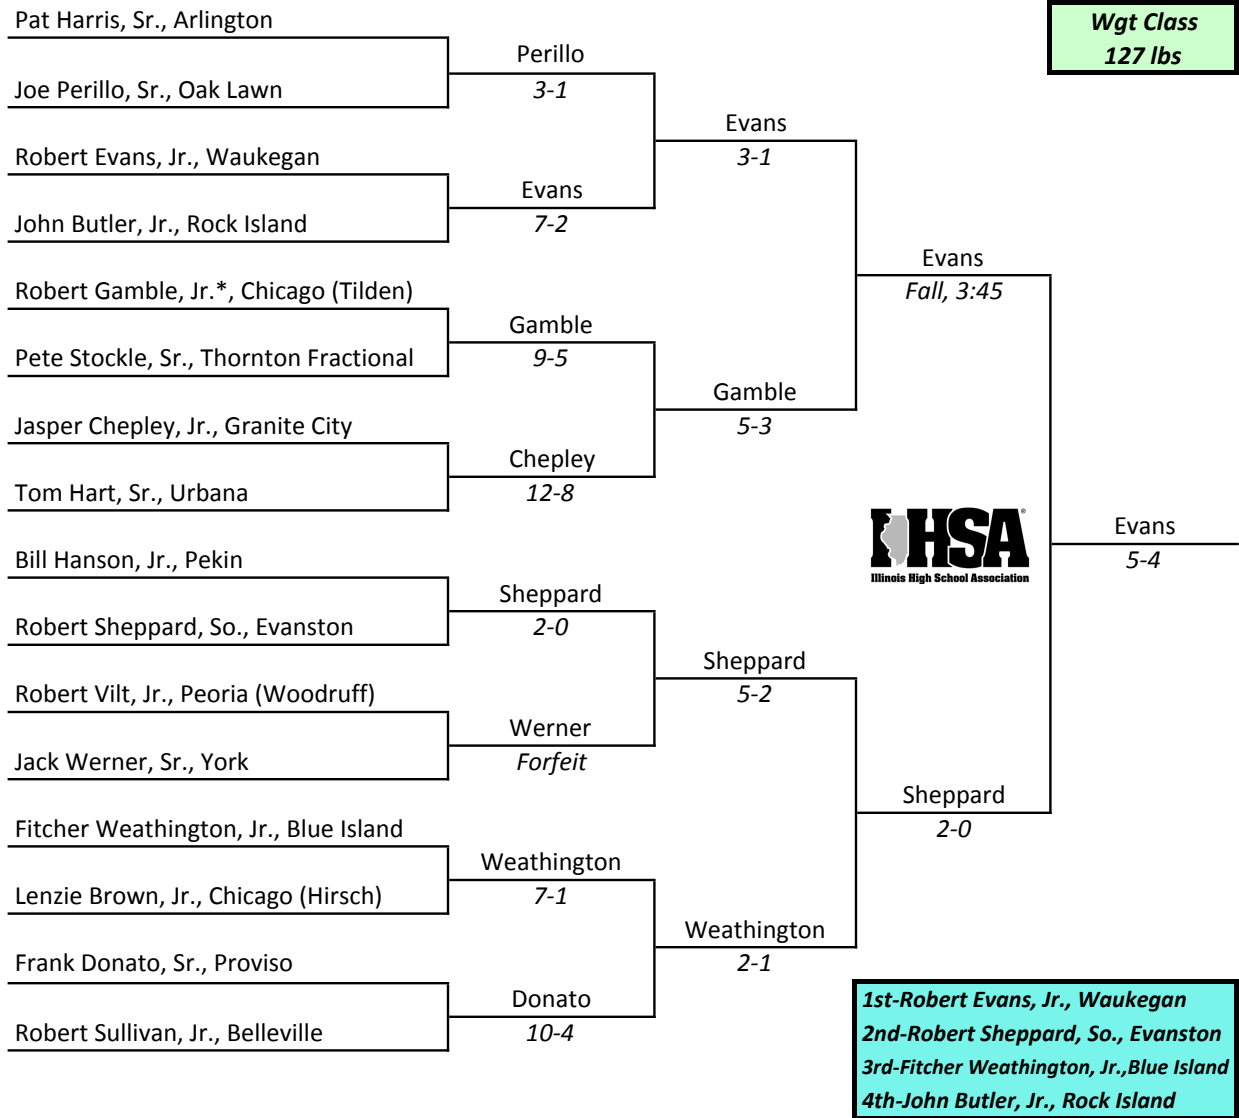 Pat Harris, Sr., Arlington
Wgt Class
127 lbs
Perillo
3-1
Joe Perillo, Sr., Oak Lawn
Evans
3-1
Robert Evans, Jr., Waukegan
Evans
7-2
John Butler, Jr., Rock Island
Evans
Fall, 3:45
Robert Gamble, Jr.*, Chicago (Tilden)
Gamble
9-5
Pete Stockle, Sr., Thornton Fractional
Gamble
5-3
Jasper Chepley, Jr., Granite City
Chepley
12-8
Tom Hart, Sr., Urbana
IHSA®
Illinois High School Association
Evans
5-4
Bill Hanson, Jr., Pekin
Sheppard
2-0
Robert Sheppard, So., Evanston
Sheppard
5-2
Robert Vilt, Jr., Peoria (Woodruff)
Werner
Forfeit
Jack Werner, Sr., York
Sheppard
2-0
Fitcher Weathington, Jr., Blue Island
Weathington
7-1
Lenzie Brown, Jr., Chicago (Hirsch)
Weathington
2-1
Frank Donato, Sr., Proviso
Donato
10-4
Robert Sullivan, Jr., Belleville
1st-Robert Evans, Jr., Waukegan
2nd-Robert Sheppard, So., Evanston
3rd-Fitcher Weathington, Jr.,Blue Island
4th-John Butler, Jr., Rock Island